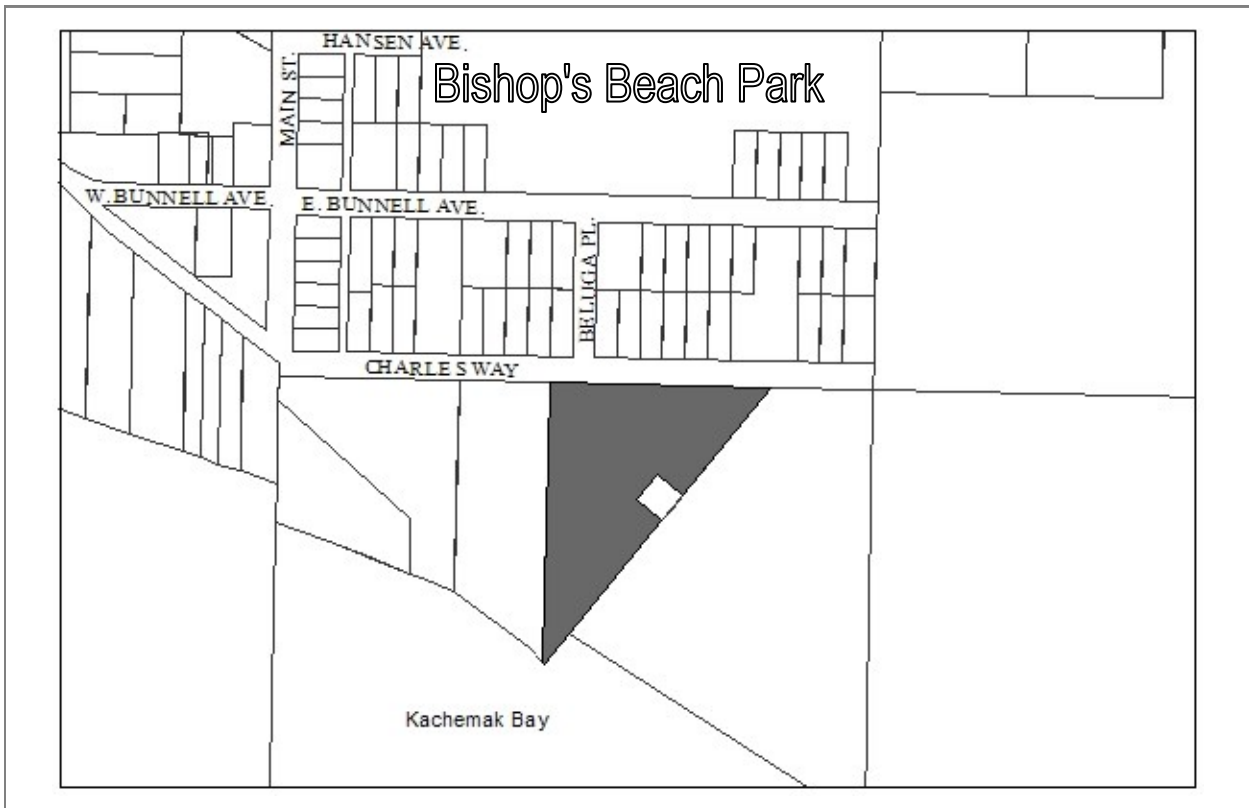 HANSEN AVE.
Bishop's Beach Park
MAIN ST.
W. BUNNELL AVE.
E. BUNNELL AVE.
BELUGA PL.
CHARLES WAY
Kachemak Bay